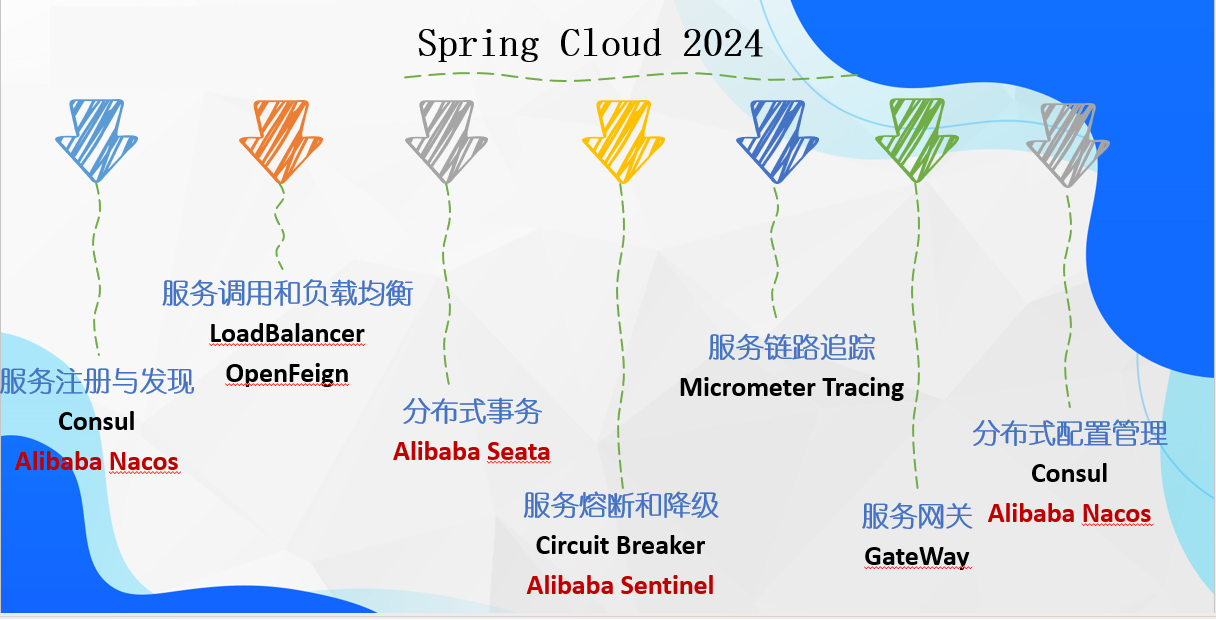 Spring Cloud 2024
服务注册与发现
Consul
Alibaba Nacos
服务调用和负载均衡
LoadBalancer
OpenFeign
分布式事务
Alibaba Seata
服务熔断和降级
Circuit Breaker
Alibaba Sentinel
服务链路追踪
Micrometer Tracing
服务网关
GateWay
分布式配置管理
Consul
Alibaba Nacos